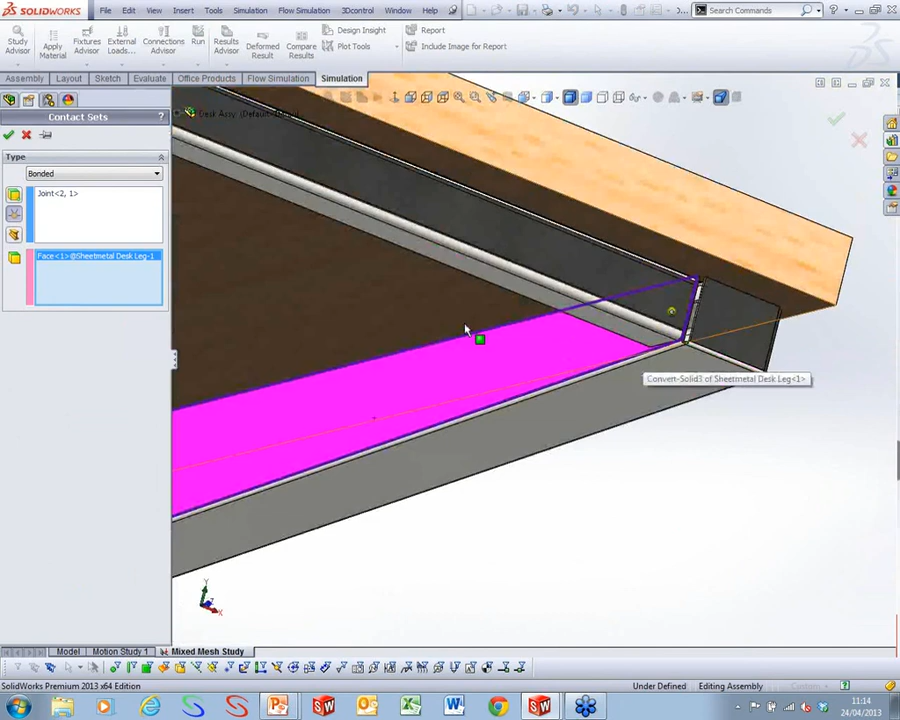 SOLIDWORKS File Edit View Insert Tools Simulation Flow Simulation 3Dcontrol Window Help Search Commands
Study Advisor
Apply Material
Fixtures Advisor
External Loads...
Connections Advisor
Run
Results Advisor
Deformed Result
Compare Results
Design Insight
Plot Tools
Report
Include Image for Report
Assembly Layout Sketch Evaluate Office Products Flow Simulation Simulation
Contact Sets ?
Type
Bonded
Joint<2, 1>
Face<1>@Sheetmetal Desk Leg-1
Convert-Solid3 of Sheetmetal Desk Leg<1>
Y
X
Model Motion Study 1 Mixed Mesh Study
SolidWorks Premium 2013 x64 Edition Under Defined Editing Assembly
11:14
24/04/2013